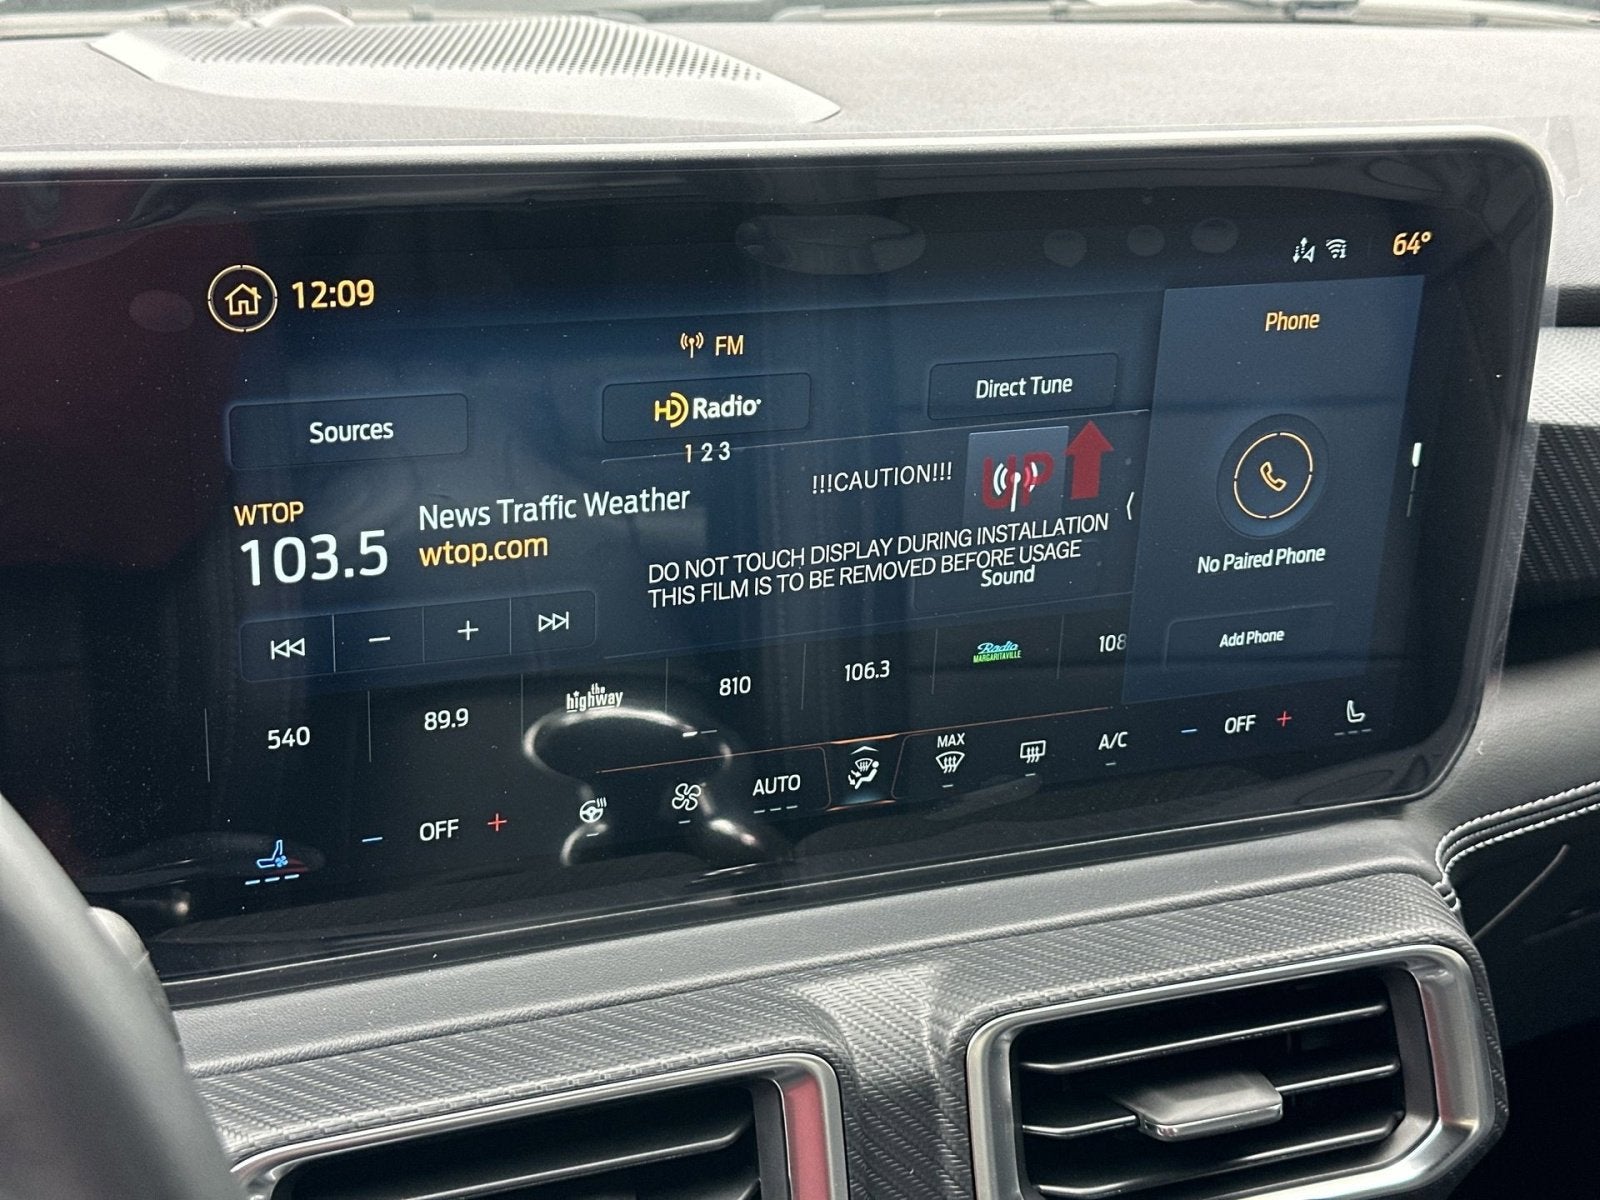 12:09
64°
FM
Phone
Sources
HD Radio
Direct Tune
1 2 3
!!!CAUTION!!!
UP
WTOP
103.5
News Traffic Weather
wtop.com
DO NOT TOUCH DISPLAY DURING INSTALLATION
THIS FILM IS TO BE REMOVED BEFORE USAGE
Sound
No Paired Phone
Add Phone
540
89.9
the highway
810
106.3
Radio
MARGARITAVILLE
108
OFF
AUTO
MAX
A/C
OFF